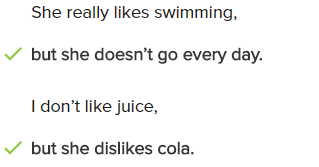 She really likes swimming,
but she doesn't go every day.
I don't like juice,
but she dislikes cola.